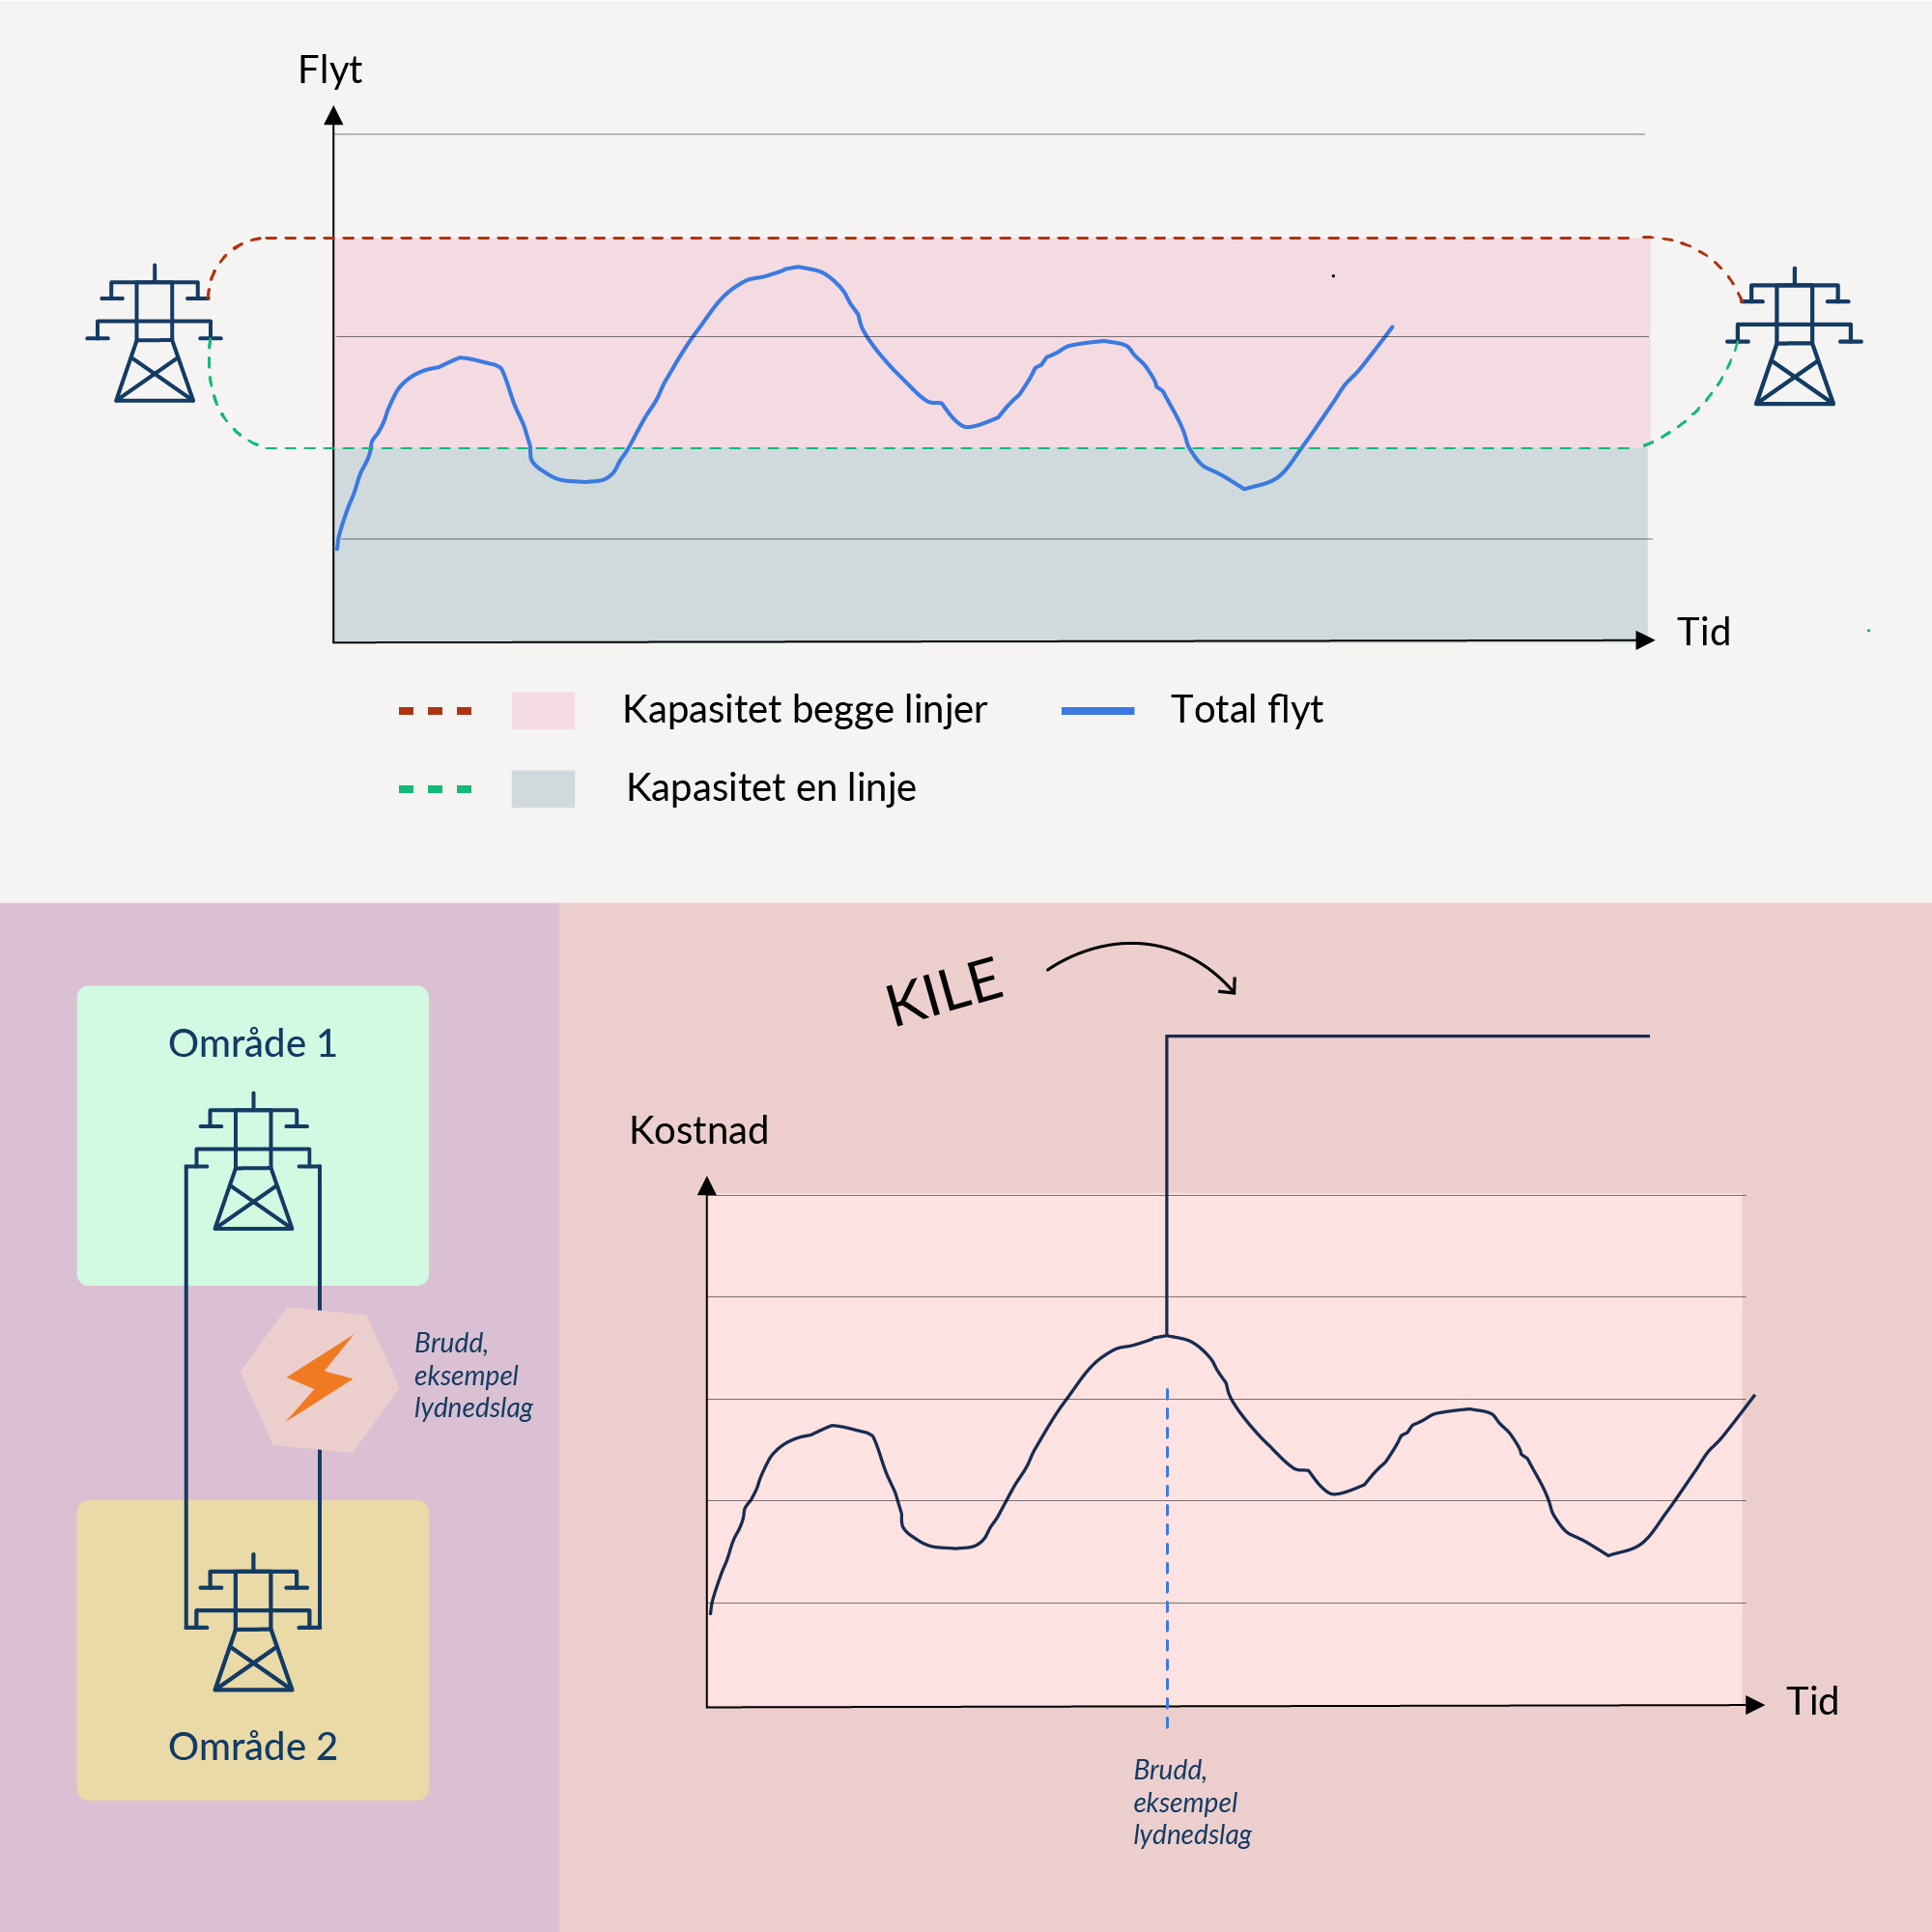 Flyt
Tid
Kapasitet begge linjer
Total flyt
Kapasitet en linje
Område 1
Brudd,
eksempel
lydnedslag
Område 2
KILE
Kostnad
Tid
Brudd,
eksempel
lydnedslag